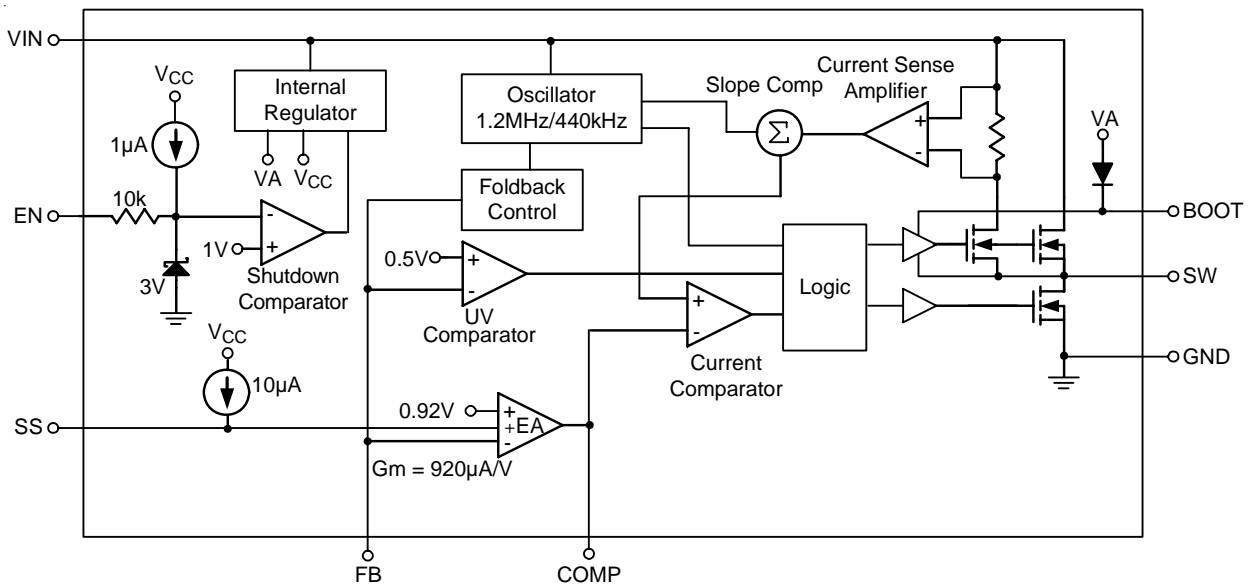 VIN
VCC
1µA
Internal
Regulator
VA
VCC
Oscillator
1.2MHz/440kHz
Foldback
Control
Slope Comp
Σ
Current Sense
Amplifier
+
-
VA
BOOT
EN
10k
-
+
1V
Shutdown
Comparator
3V
0.5V
+
-
UV
Comparator
Logic
SW
+
-
Current
Comparator
GND
VCC
10µA
SS
0.92V
+
+EA
-
Gm = 920µA/V
FB
COMP